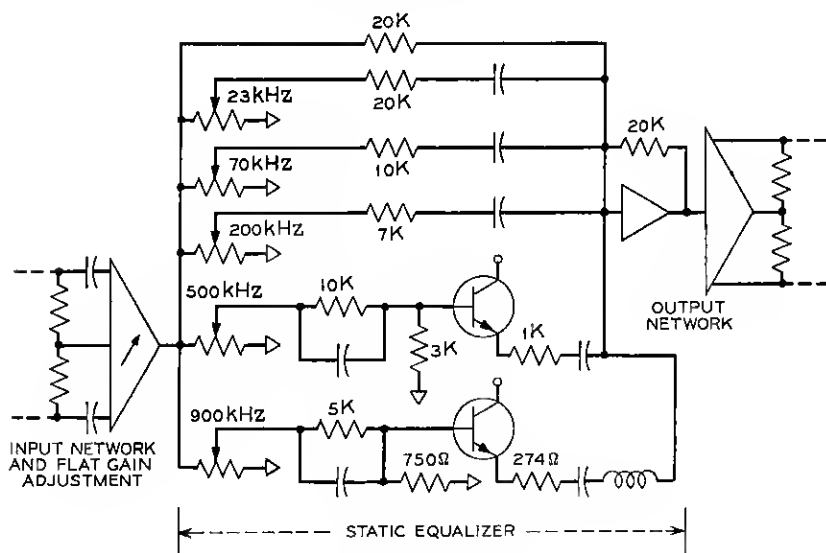 20K
23kHz
20K
70kHz
10K
20K
200kHz
7K
500kHz
10K
3K
1K
OUTPUT
NETWORK
900kHz
5K
750Ω
274Ω
INPUT NETWORK
AND FLAT GAIN
ADJUSTMENT
STATIC EQUALIZER